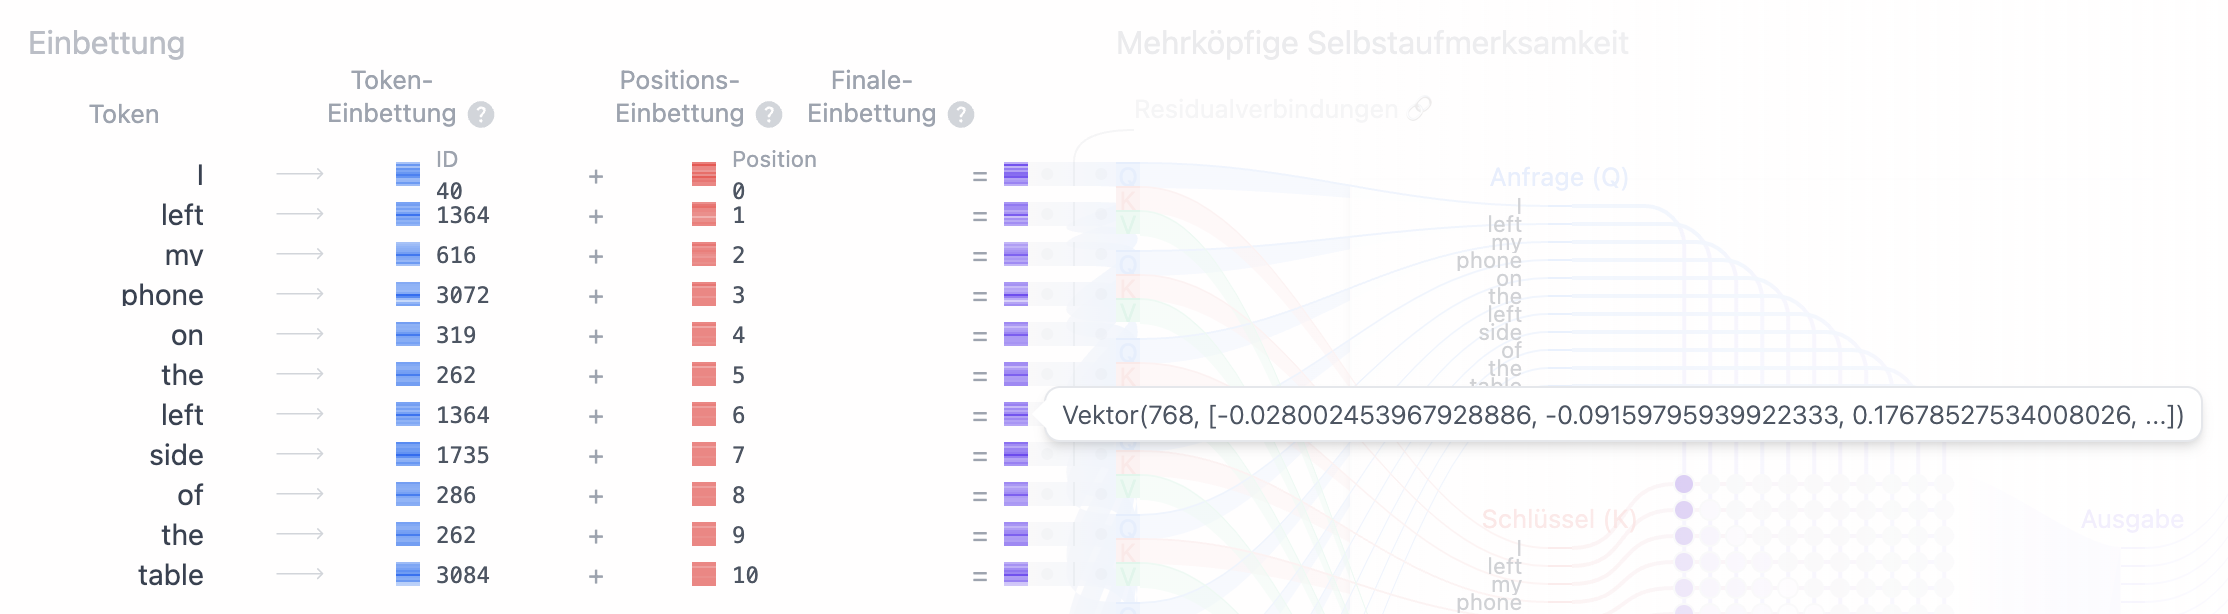 Einbettung
Mehrköpfige Selbstaufmerksamkeit
Token
Token-
Einbettung ?
Positions-
Einbettung ?
Finale-
Einbettung ?
Residualverbindungen
ID
Position
I 40 + 0 =
left 1364 + 1 =
my 616 + 2 =
phone 3072 + 3 =
on 319 + 4 =
the 262 + 5 =
left 1364 + 6 =
side 1735 + 7 =
of 286 + 8 =
the 262 + 9 =
table 3084 + 10 =
Vektor(768, [-0.028002453967928886, -0.09159795939922333, 0.17678527534008026, ...])
Q
K
V
Q
K
V
Q
K
K
V
Q
K
V
Anfrage (Q)
I
left
my
phone
on
the
left
side
of
the
table
Schlüssel (K)
I
left
my
phone
Ausgabe